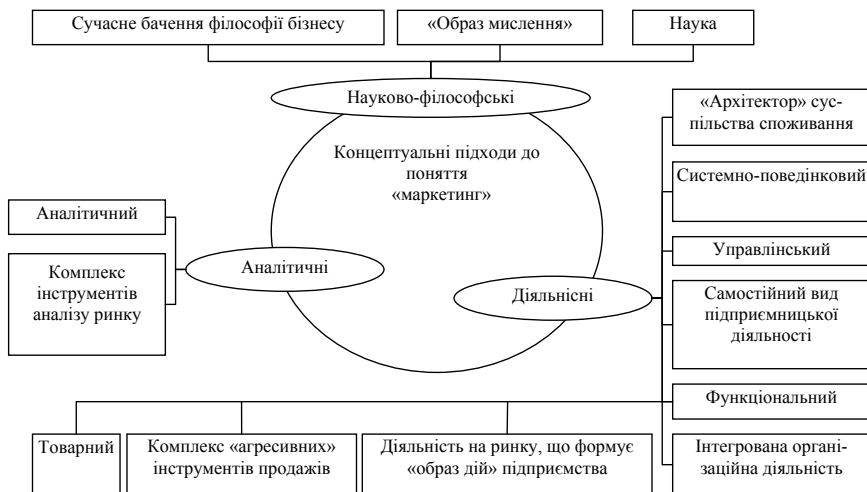 Сучасне бачення філософії бізнесу
«Образ мислення»
Наука
Науково-філософські
«Архітектор» сус-
пільства споживання
Концептуальні підходи до
поняття
«маркетинг»
Системно-поведінковий
Аналітичний
Управлінський
Аналітичні
Комплекс
інструментів
аналізу ринку
Діяльнісні
Самостійний вид
підприємницької
діяльності
Функціональний
Товарний
Комплекс «агресивних»
інструментів продажів
Діяльність на ринку, що формує
«образ дій» підприємства
Інтегрована органі-
заційна діяльність